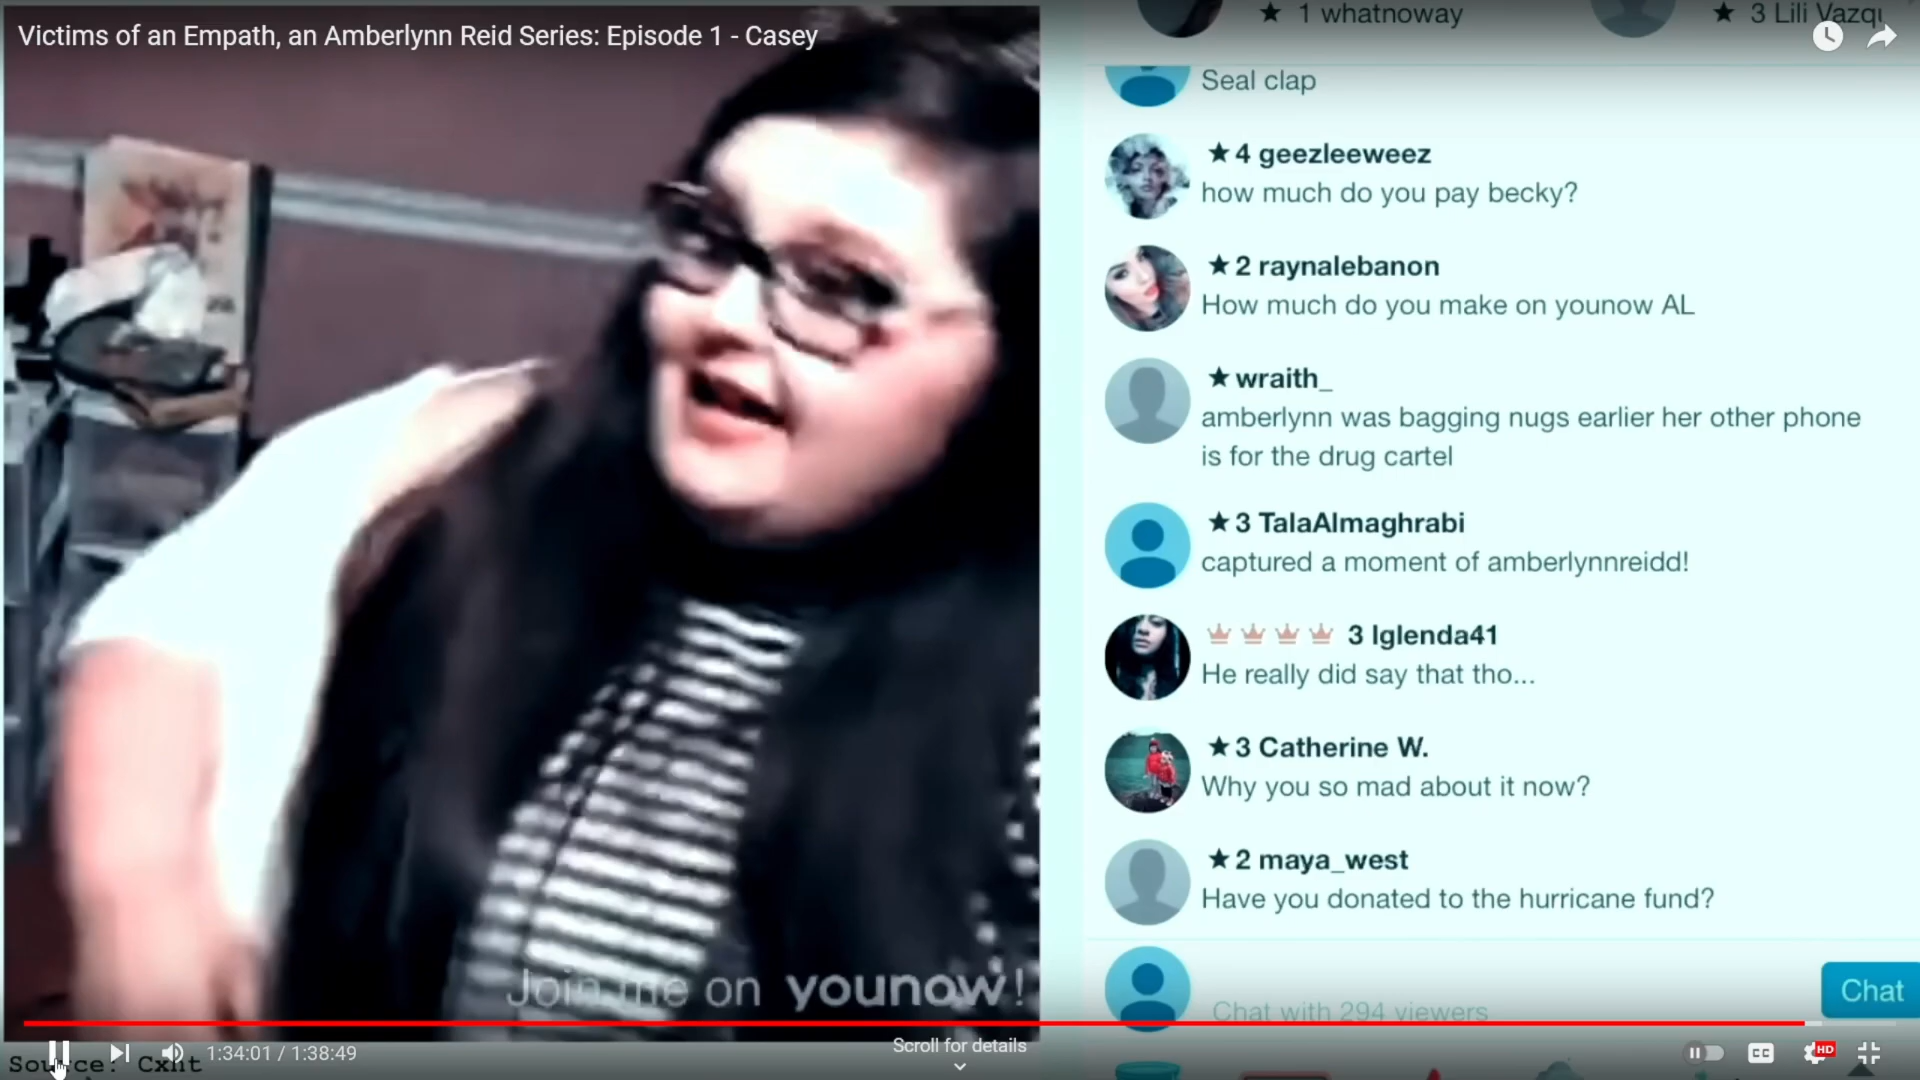 Victims of an Empath, an Amberlynn Reid Series: Episode 1 - Casey
★ 1 whatnoway
★ 3 Lili Vazqu
Seal clap
★ 4 geezleeweez
how much do you pay becky?
★ 2 raynalebanon
How much do you make on younow AL
★ wraith_
amberlynn was bagging nugs earlier her other phone
is for the drug cartel
★ 3 TalaAlmaghrabi
captured a moment of amberlynnreidd!
3 lglenda41
He really did say that tho...
★ 3 Catherine W.
Why you so mad about it now?
★ 2 maya_west
Have you donated to the hurricane fund?
Join me on younow!
Chat with 294 viewers
Chat
Scroll for details
1:34:01 / 1:38:49
CC
HD
Source: Cxnt